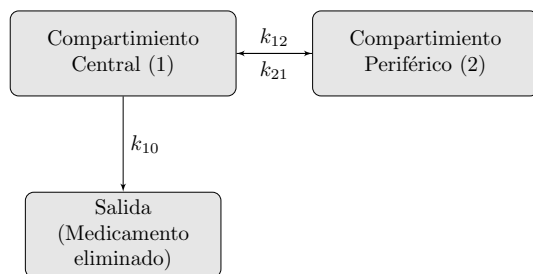 Compartimiento
Central (1)
k12
k21
Compartimiento
Periférico (2)
k10
Salida
(Medicamento
eliminado)